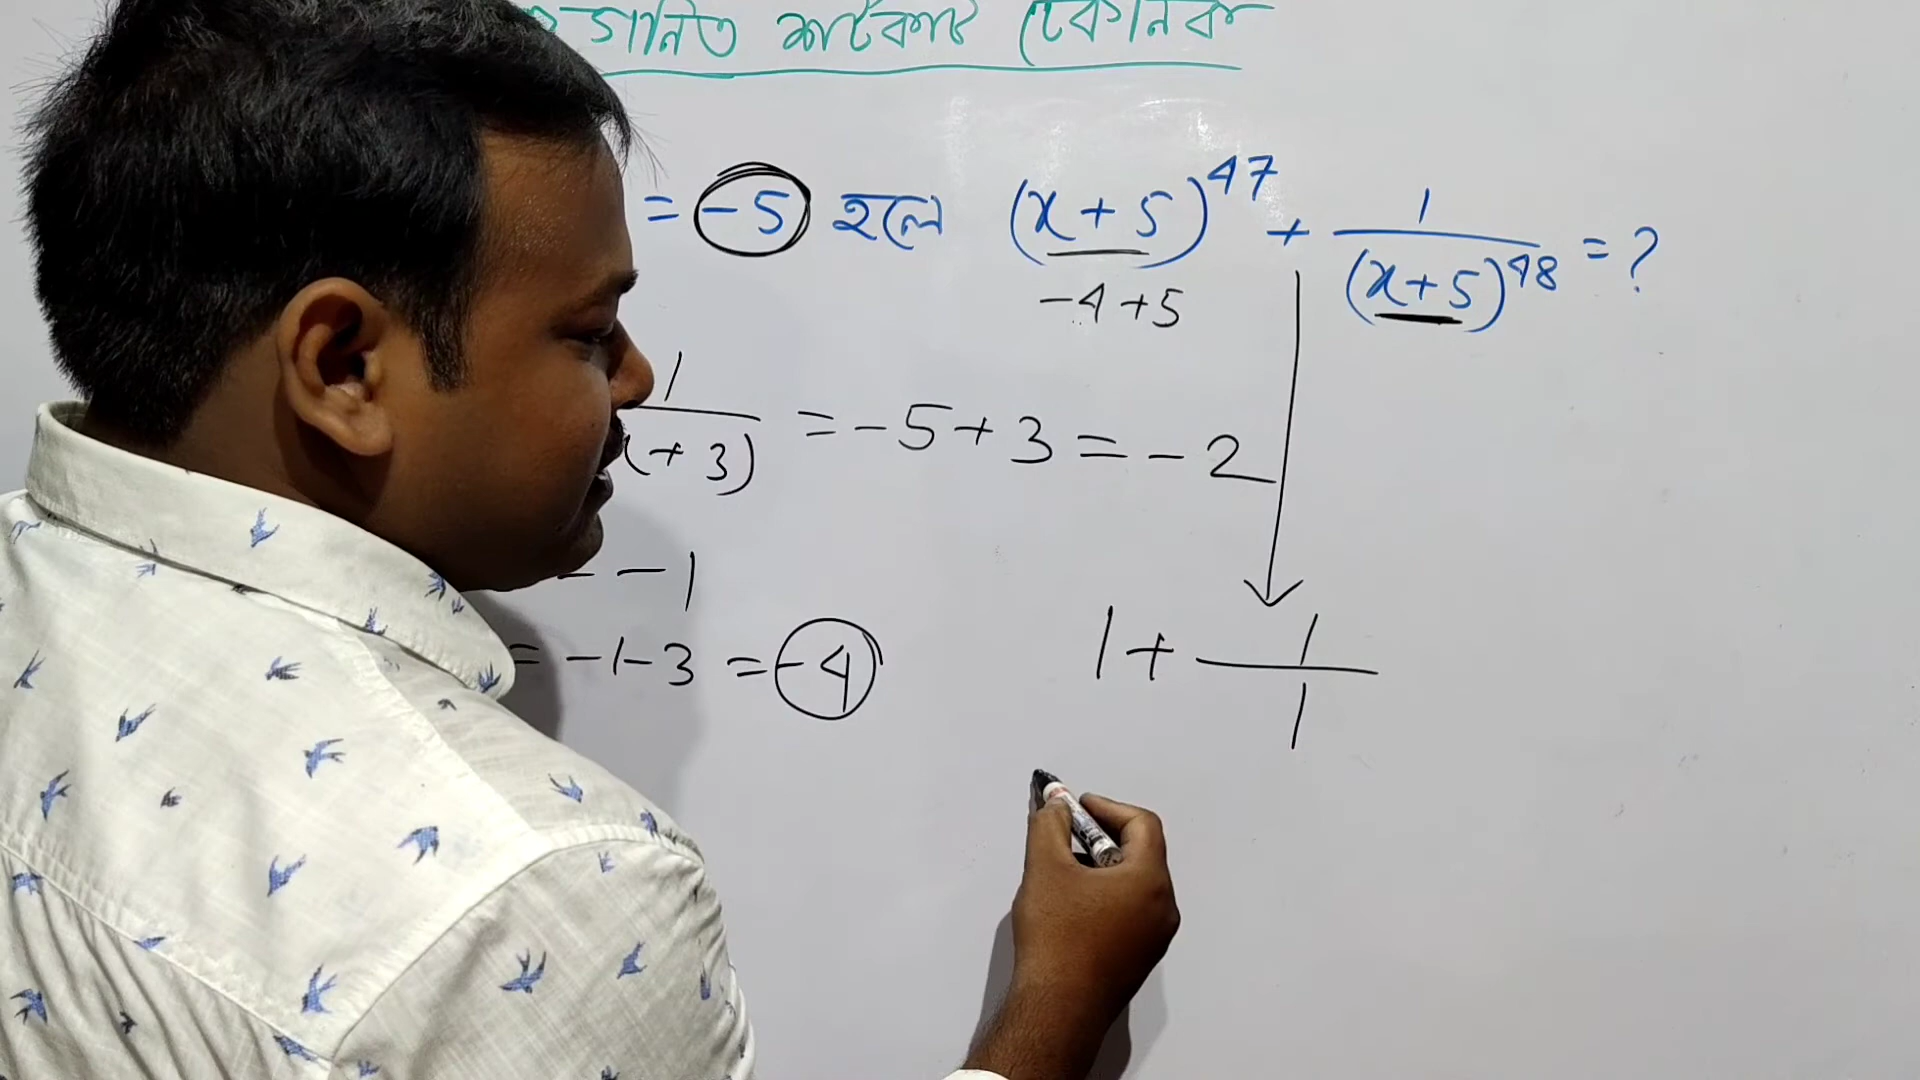 গনিত শর্টকাট টেকনিক
= -5 হলে (x+5)^47 + 1/(x+5)^48 = ?
-4+5
1/(x+3) = -5+3 = -2
- -1
= -1-3 = -4
1 + 1/1